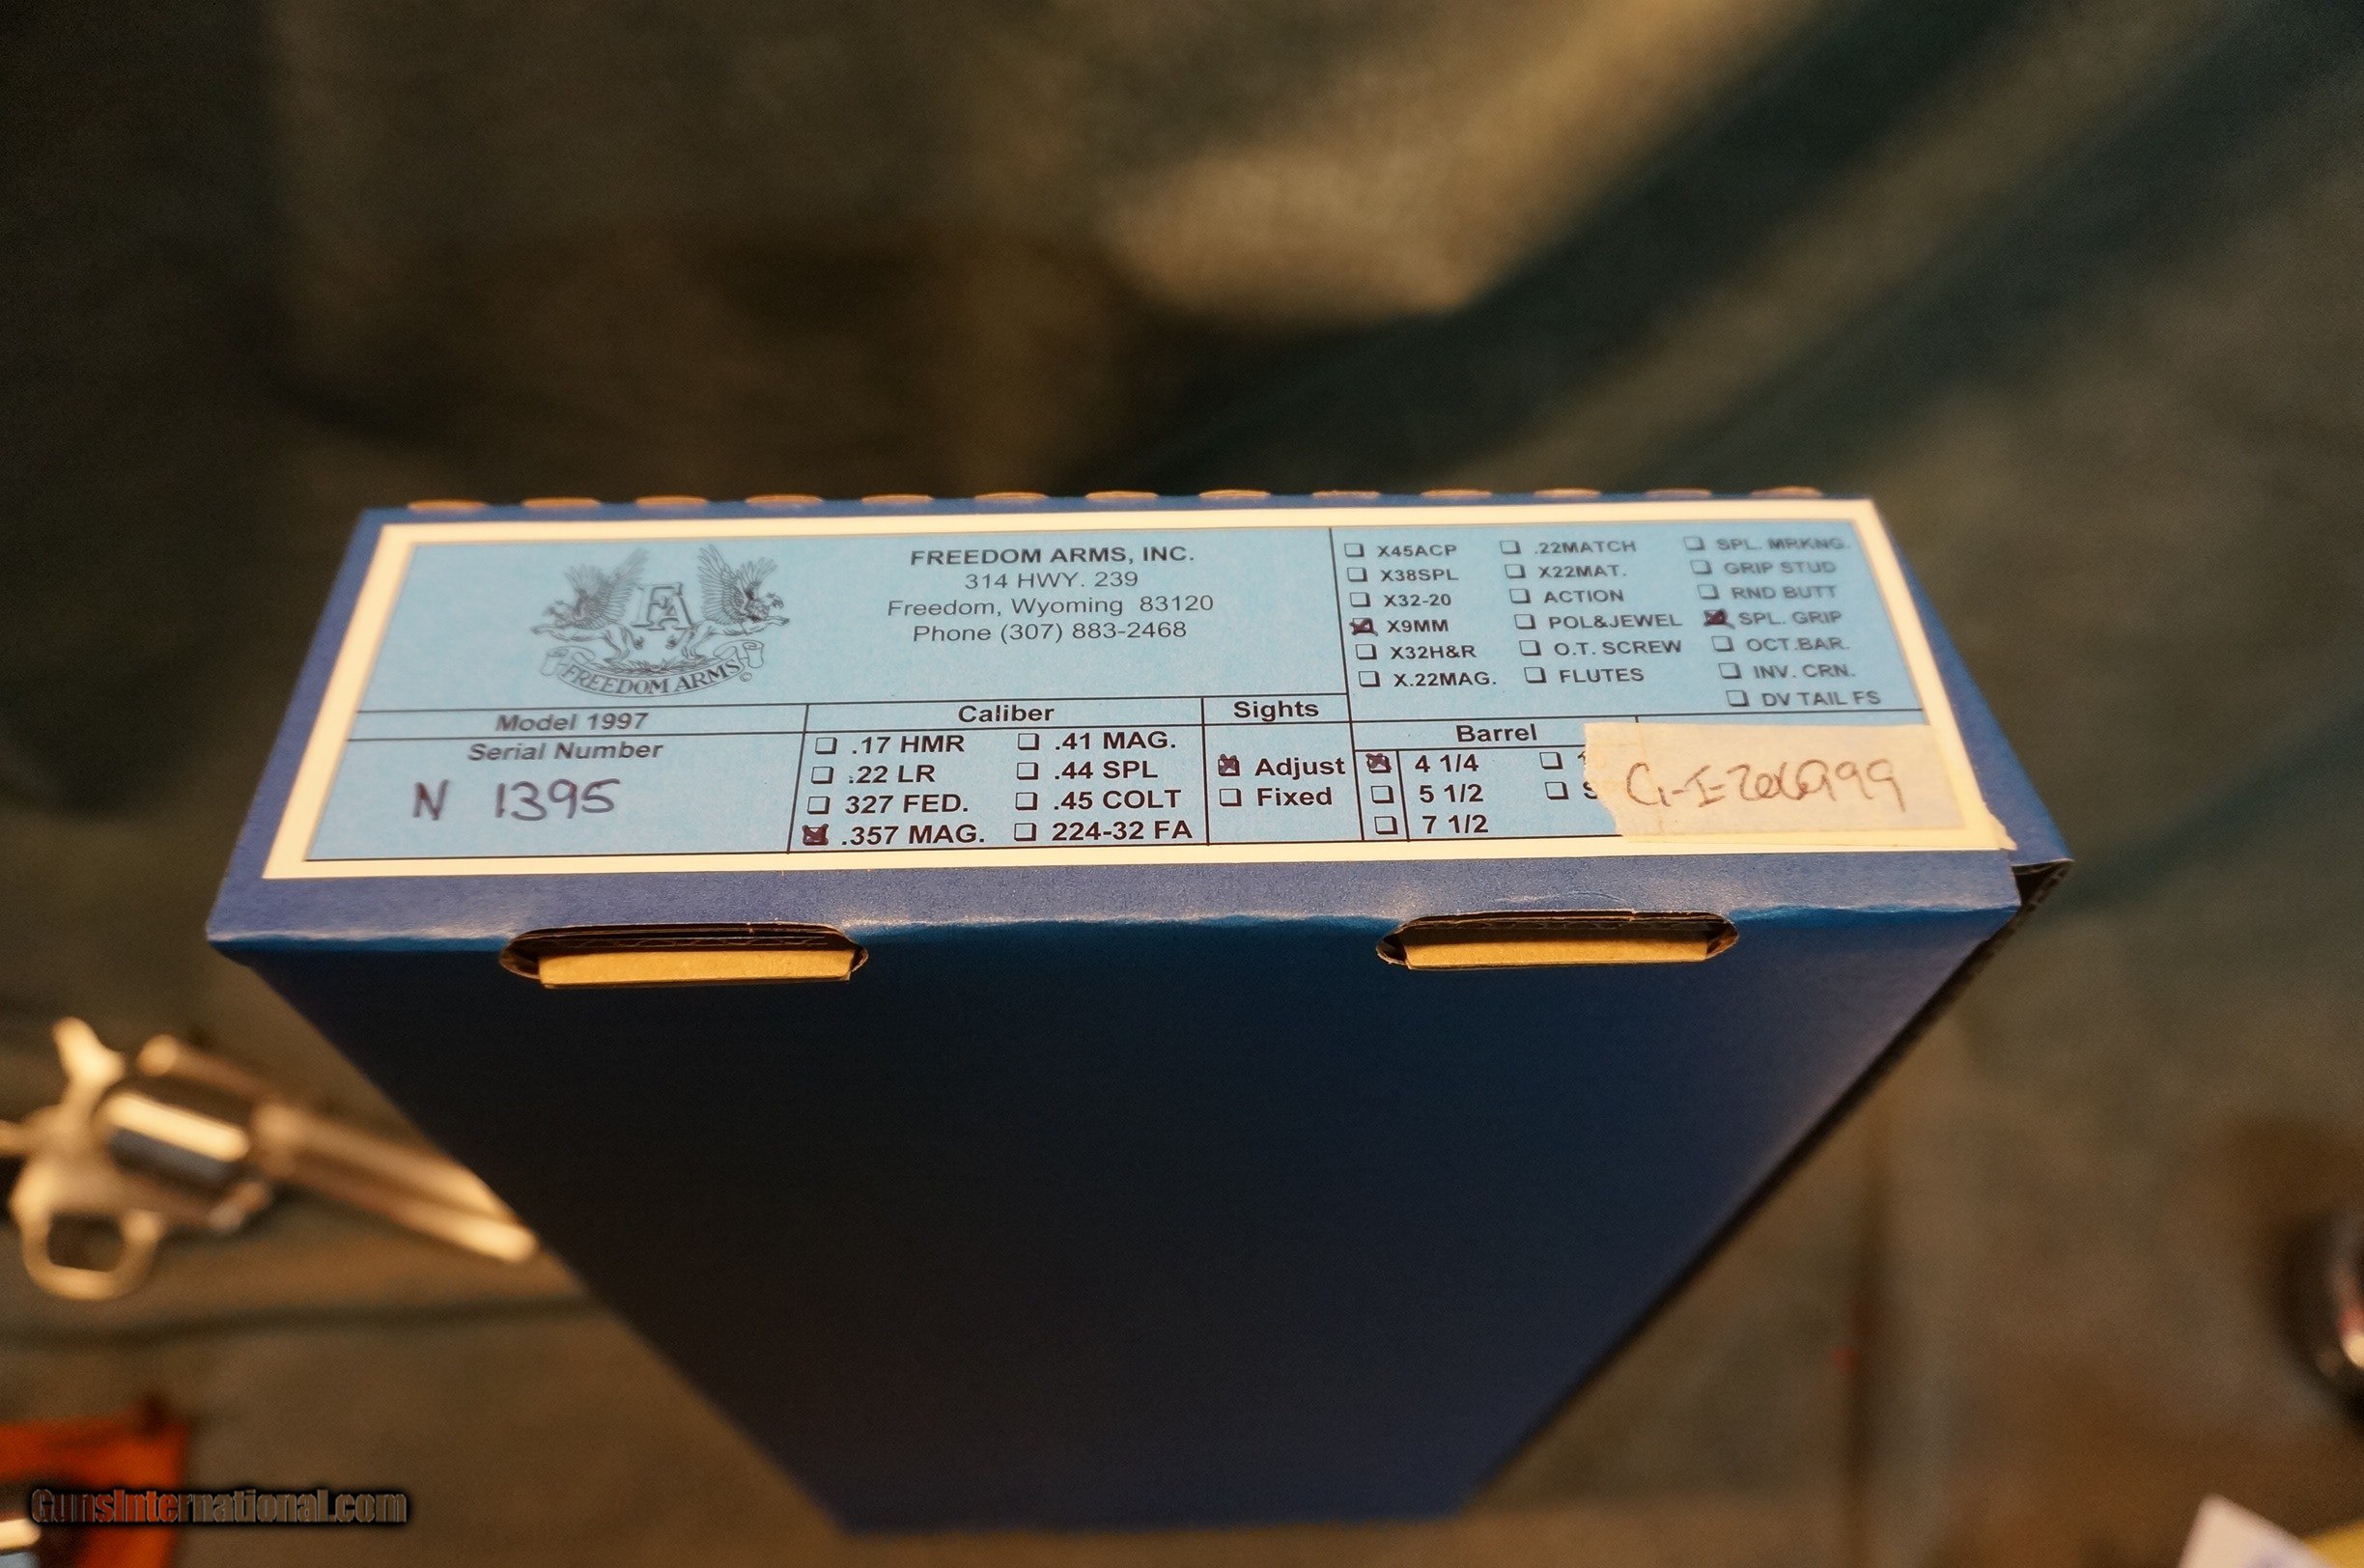 FREEDOM ARMS, INC.
314 HWY. 239
Freedom, Wyoming 83120
Phone (307) 883-2468
FA
FREEDOM ARMS ©
X45ACP
X38SPL
X32-20
X9MM
X32H&R
X.22MAG.
.22MATCH
X22MAT.
ACTION
POL&JEWEL
O.T. SCREW
FLUTES
SPL. MRKNG.
GRIP STUD
RND BUTT
SPL. GRIP
OCT.BAR.
INV. CRN.
DV TAIL FS
Model 1997
Serial Number
N 1395
Caliber
.17 HMR
.22 LR
327 FED.
.357 MAG.
.41 MAG.
.44 SPL
.45 COLT
224-32 FA
Sights
Adjust
Fixed
Barrel
4 1/4
5 1/2
7 1/2
GunsInternational.com